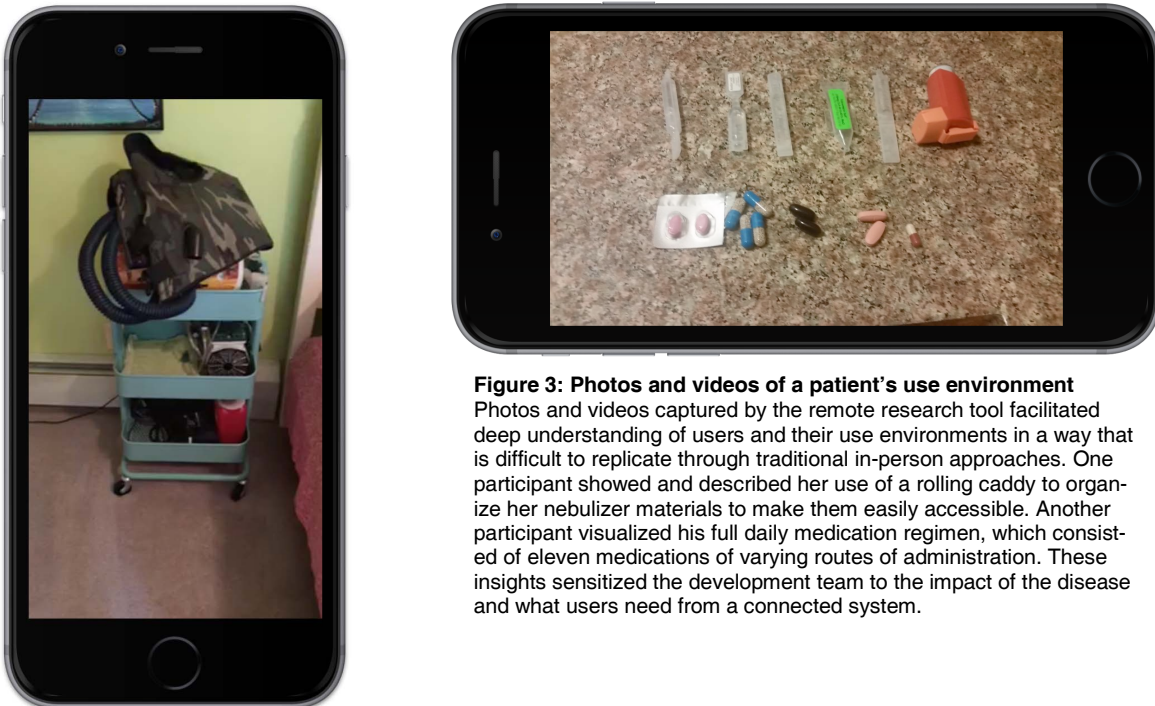 Figure 3: Photos and videos of a patient's use environment
Photos and videos captured by the remote research tool facilitated
deep understanding of users and their use environments in a way that
is difficult to replicate through traditional in-person approaches. One
participant showed and described her use of a rolling caddy to organ-
ize her nebulizer materials to make them easily accessible. Another
participant visualized his full daily medication regimen, which consist-
ed of eleven medications of varying routes of administration. These
insights sensitized the development team to the impact of the disease
and what users need from a connected system.